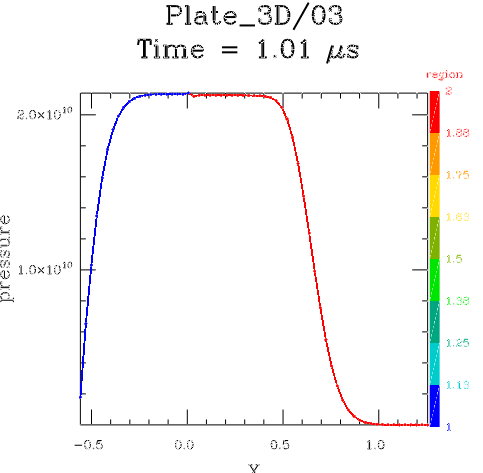 Plate_3D/03
Time = 1.01 μs
region
2
1.88
1.75
1.63
1.5
1.38
1.25
1.13
1
2.0×10¹⁰
1.0×10¹⁰
pressure
-0.5 0.0 0.5 1.0
X